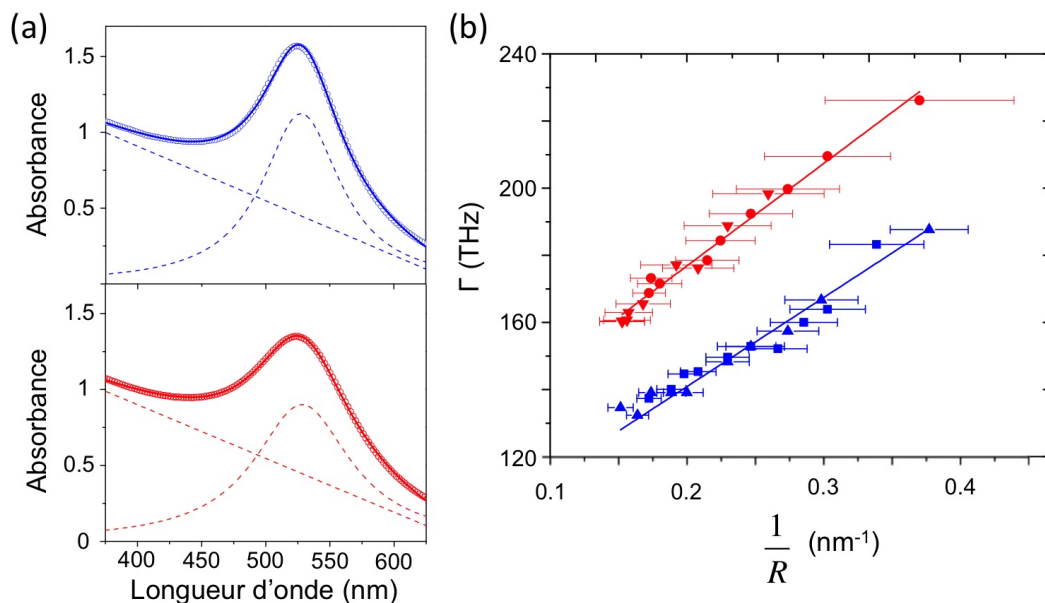 (a)
1.5
1
0.5
Absorbance
1.5
1
0.5
0
Absorbance
400 450 500 550 600
Longueur d'onde (nm)
(b)
240
200
160
120
Γ (THz)
0.1 0.2 0.3 0.4
1
R
(nm-1)